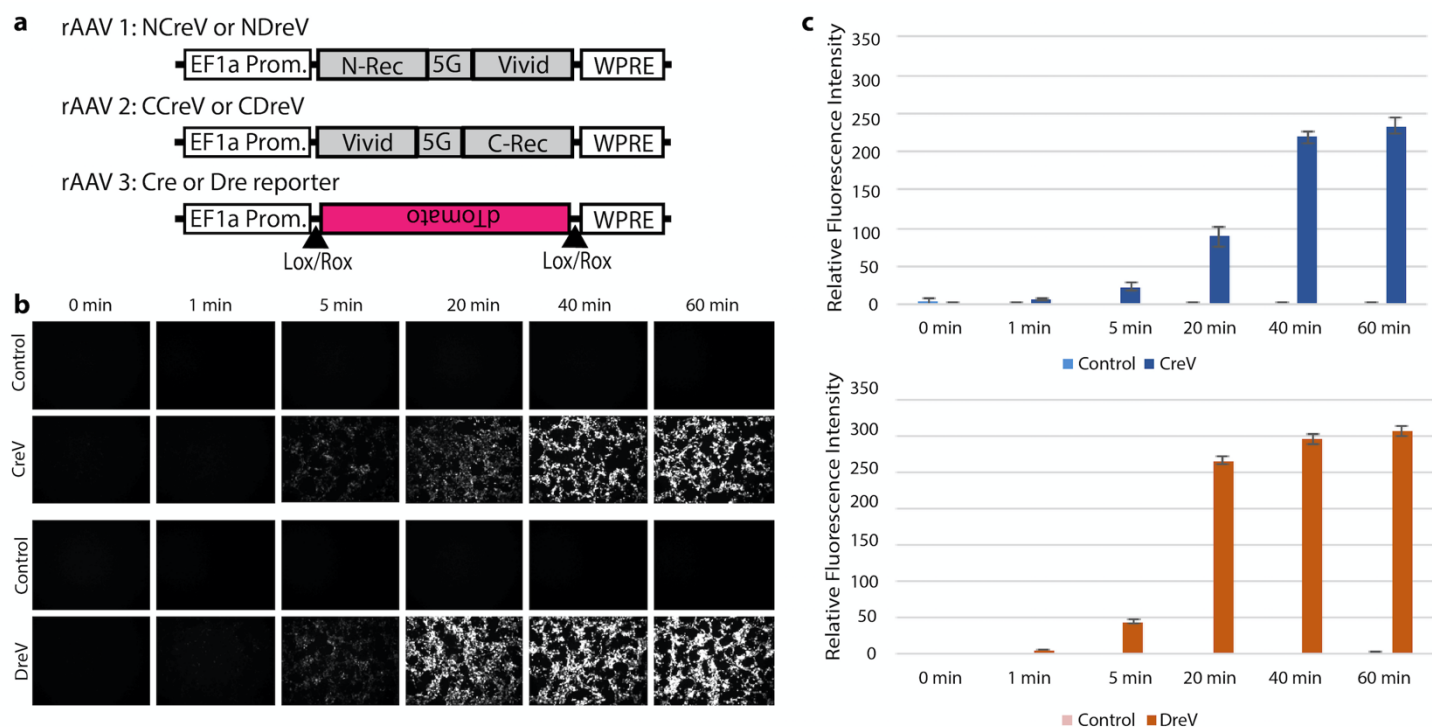 a
rAAV 1: NCreV or NDreV
EF1a Prom. N-Rec 5G Vivid WPRE
rAAV 2: CCreV or CDreV
EF1a Prom. Vivid 5G C-Rec WPRE
rAAV 3: Cre or Dre reporter
EF1a Prom. dTomato WPRE
Lox/Rox Lox/Rox
b
0 min 1 min 5 min 20 min 40 min 60 min
Control
CreV
Control
DreV
c
Relative Fluorescence Intensity
350
300
250
200
150
100
50
0
0 min 1 min 5 min 20 min 40 min 60 min
Control CreV
Relative Fluorescence Intensity
350
300
250
200
150
100
50
0
0 min 1 min 5 min 20 min 40 min 60 min
Control DreV